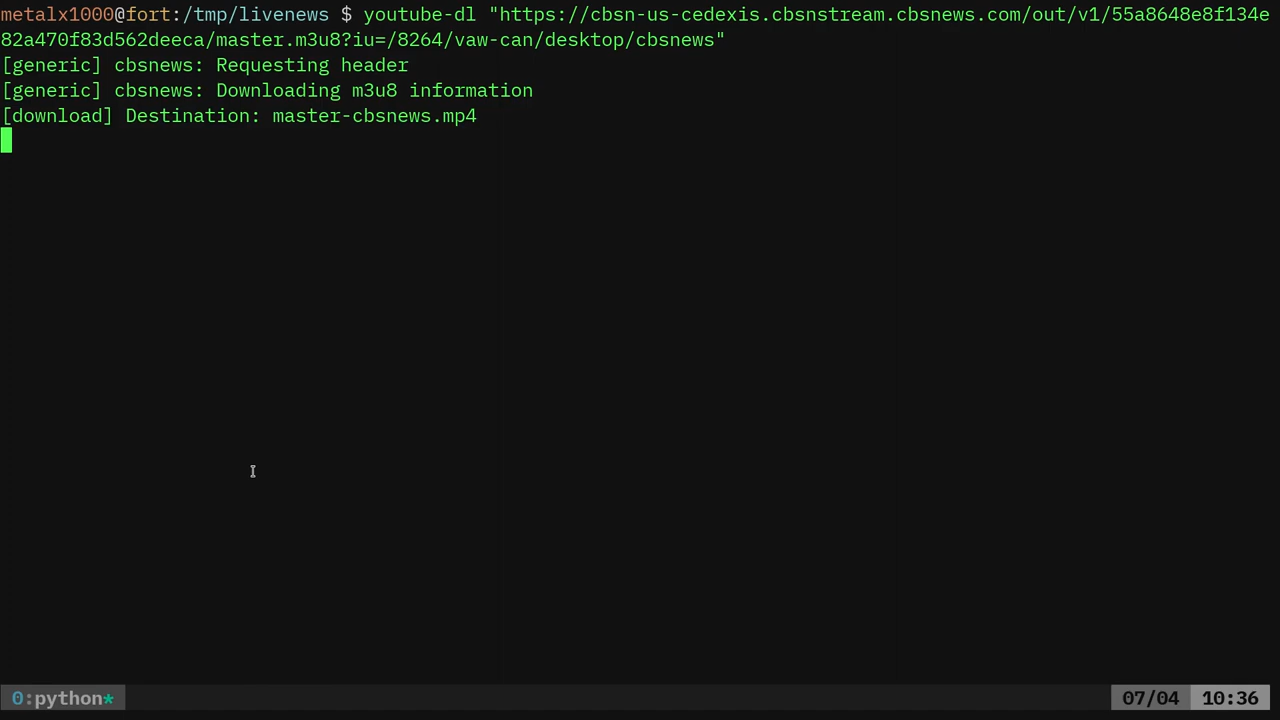 metalx1000@fort:/tmp/livenews $ youtube-dl "https://cbsn-us-cedexis.cbsnstream.cbsnews.com/out/v1/55a8648e8f134e
82a470f83d562deeca/master.m3u8?iu=/8264/vaw-can/desktop/cbsnews"
[generic] cbsnews: Requesting header
[generic] cbsnews: Downloading m3u8 information
[download] Destination: master-cbsnews.mp4
0:python* 07/04 10:36